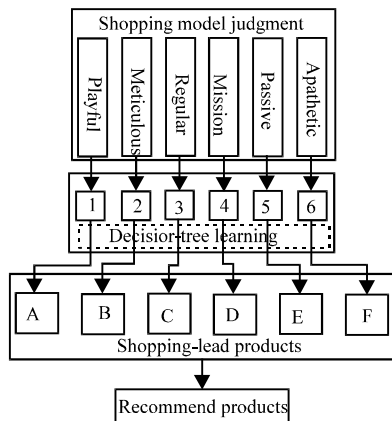 Shopping model judgment
Playful
Meticulous
Regular
Mission
Passive
Apathetic
1 2 3 4 5 6
Decisior-tree learning
A B C D E F
Shopping-lead products
Recommend products